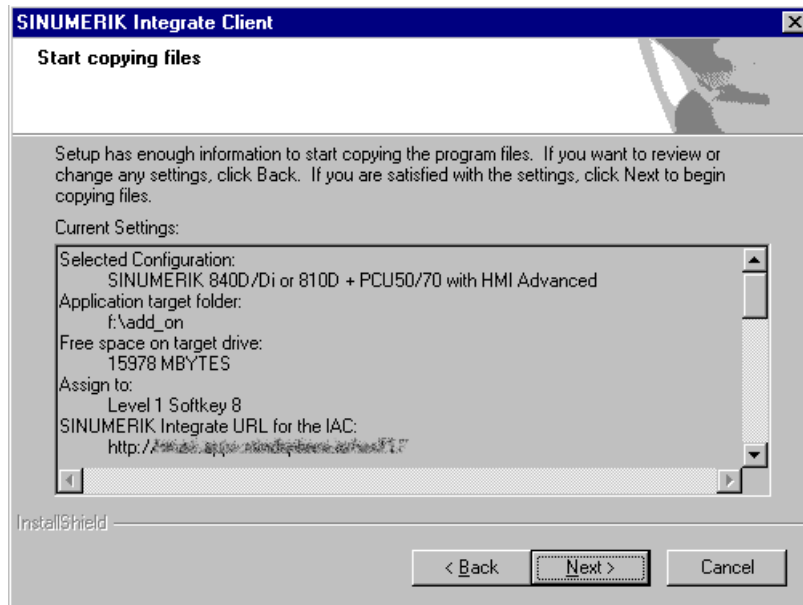 SINUMERIK Integrate Client
Start copying files
Setup has enough information to start copying the program files. If you want to review or
change any settings, click Back. If you are satisfied with the settings, click Next to begin
copying files.
Current Settings:
Selected Configuration:
SINUMERIK 840D/Di or 810D + PCU50/70 with HMI Advanced
Application target folder:
f:\add_on
Free space on target drive:
15978 MBYTES
Assign to:
Level 1 Softkey 8
SINUMERIK Integrate URL for the IAC:
http://
InstallShield
< Back Next > Cancel